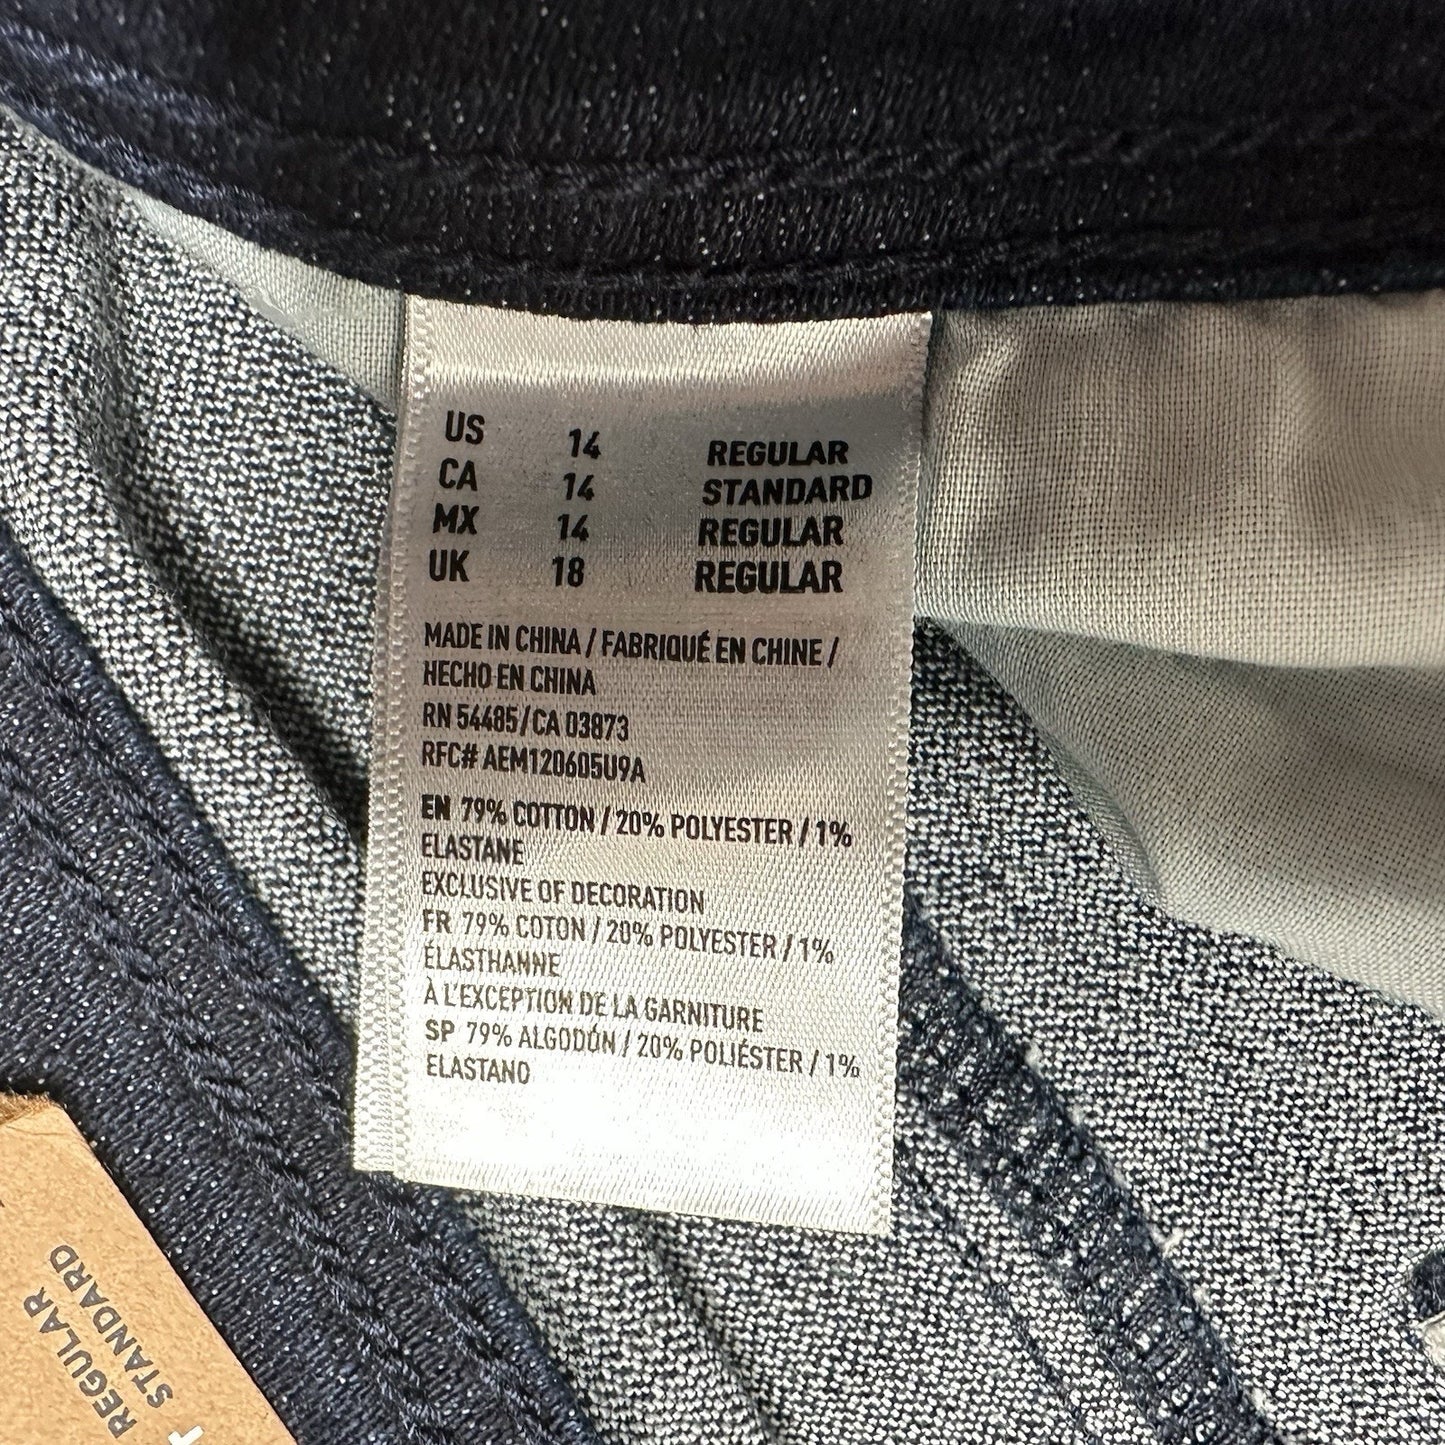 US 14 REGULAR
CA 14 STANDARD
MX 14 REGULAR
UK 18 REGULAR
MADE IN CHINA / FABRIQUÉ EN CHINE /
HECHO EN CHINA
RN 54485/CA 03873
RFC# AEM120605U9A
EN 79% COTTON / 20% POLYESTER / 1%
ELASTANE
EXCLUSIVE OF DECORATION
FR 79% COTON / 20% POLYESTER / 1%
ÉLASTHANNE
À L'EXCEPTION DE LA GARNITURE
SP 79% ALGODÓN / 20% POLIÉSTER / 1%
ELASTANO
REGULAR
STANDARD